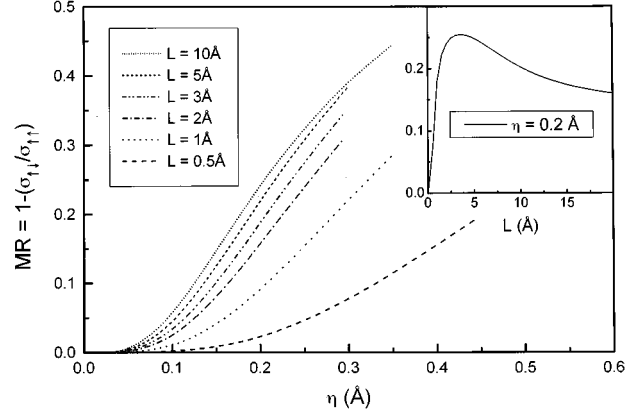 MR = 1-(σ↑↓/σ↑↑)
0.5
0.4
0.3
0.2
0.1
0.0
L = 10Å
L = 5Å
L = 3Å
L = 2Å
L = 1Å
L = 0.5Å
0.2
0.1
0.0
η = 0.2 Å
0 5 10 15
L (Å)
0.0 0.1 0.2 0.3 0.4 0.5 0.6
η (Å)